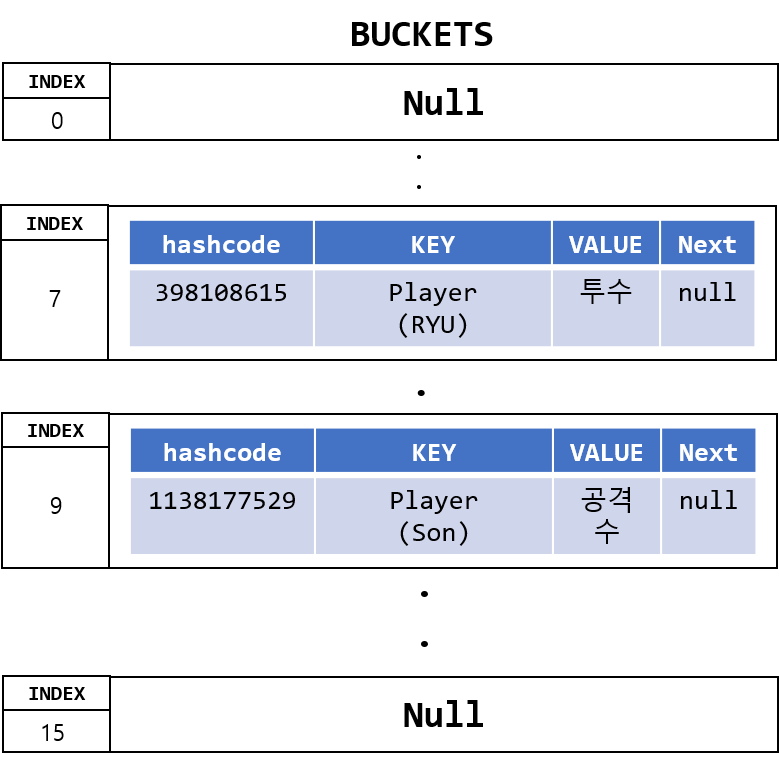 BUCKETS
INDEX
0
Null
INDEX
7
hashcode KEY VALUE Next
398108615 Player 투수 null
(RYU)
INDEX
9
hashcode KEY VALUE Next
1138177529 Player 공격 null
(Son) 수
INDEX
15
Null